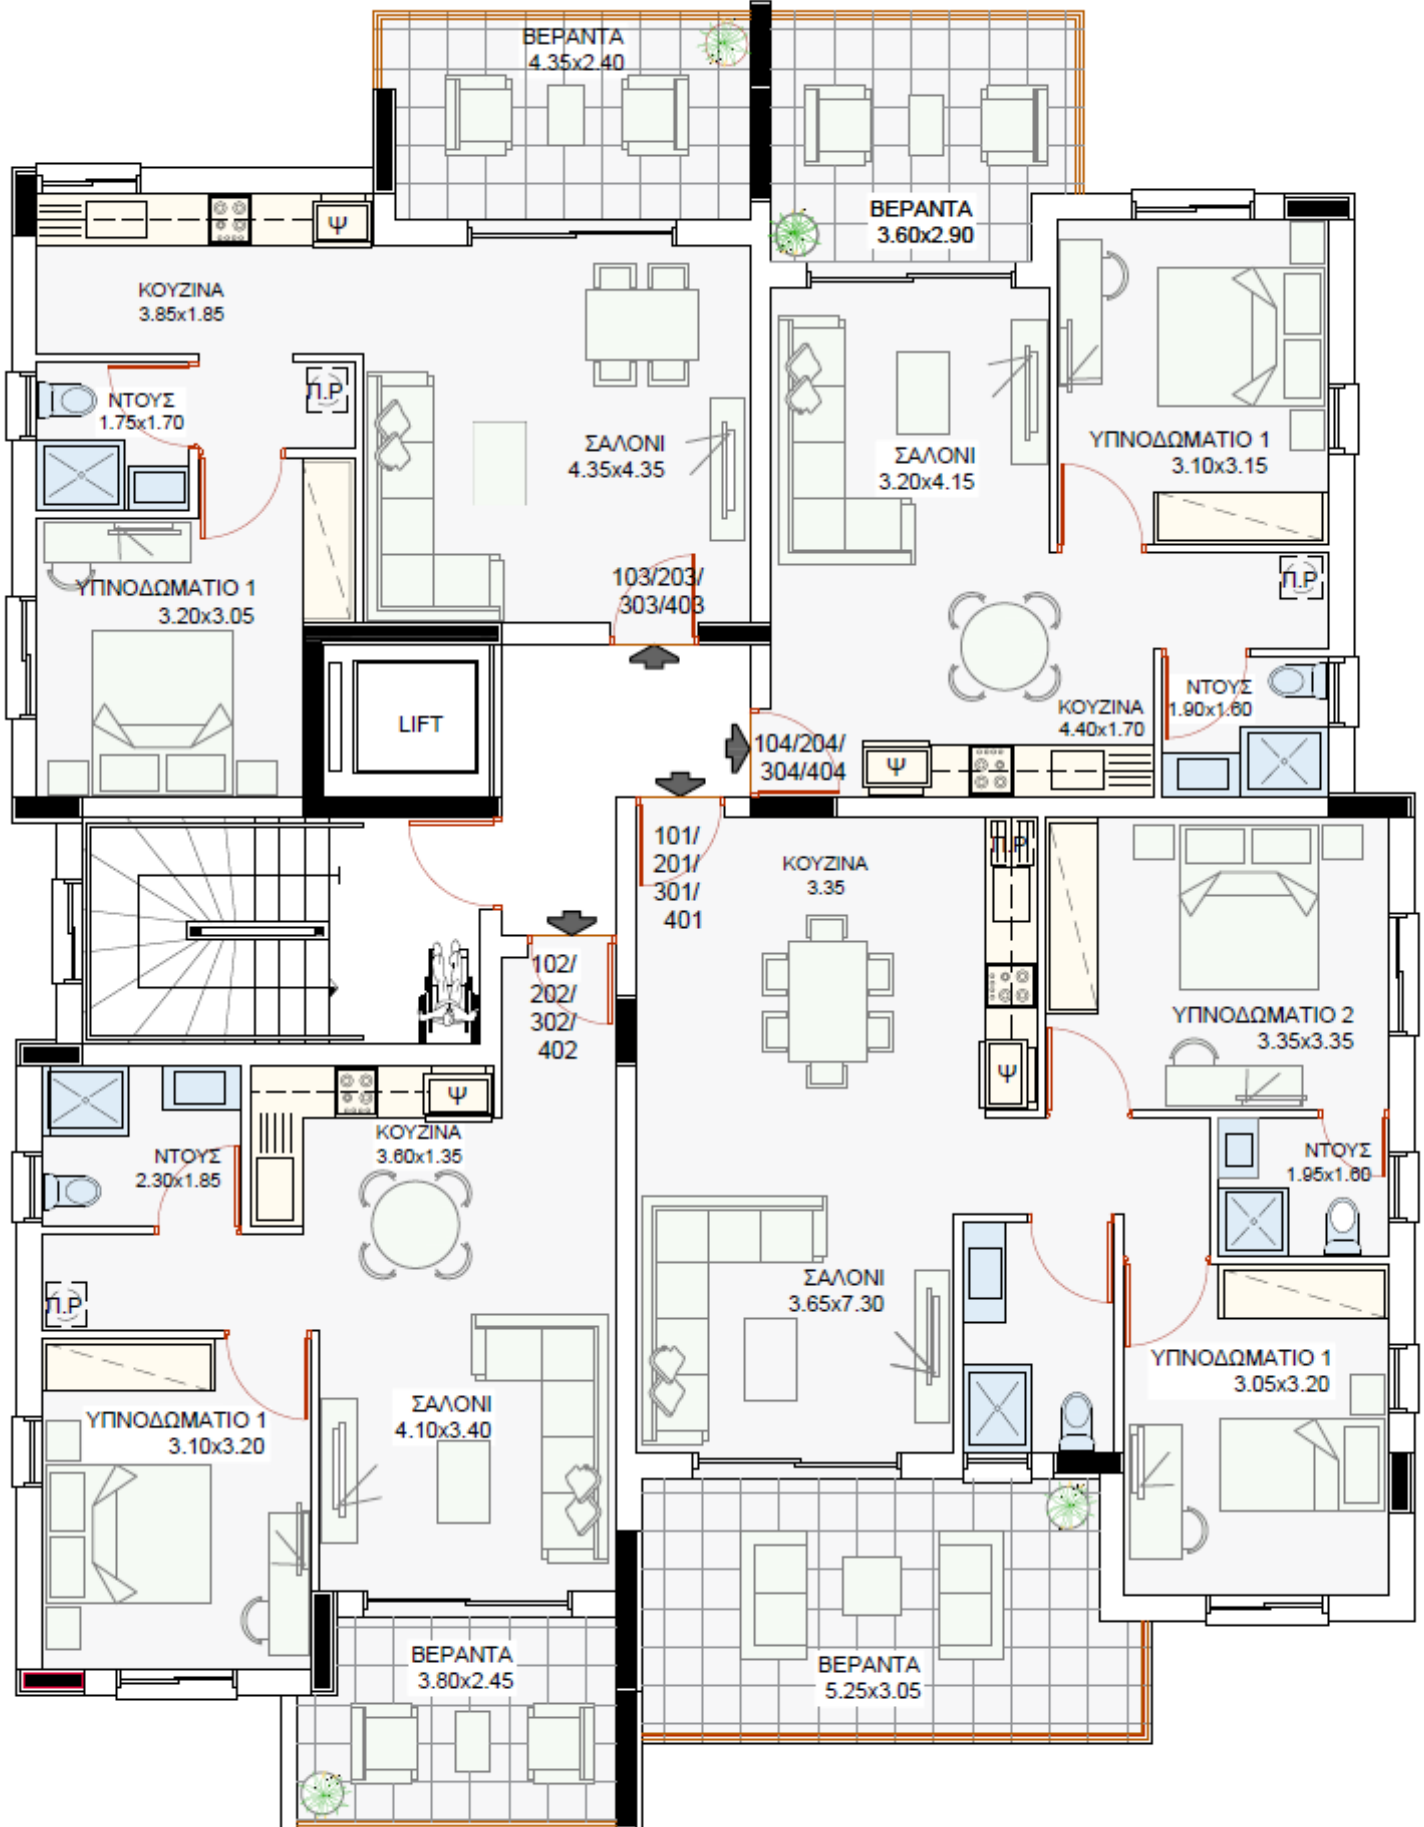 ΒΕΡΑΝΤΑ
4.35x2.40
ΒΕΡΑΝΤΑ
3.60x2.90
Ψ
ΚΟΥΖΙΝΑ
3.85x1.85
ΝΤΟΥΣ
1.75x1.70
Π.Ρ
ΣΑΛΟΝΙ
4.35x4.35
ΣΑΛΟΝΙ
3.20x4.15
ΥΠΝΟΔΩΜΑΤΙΟ 1
3.10x3.15
ΥΠΝΟΔΩΜΑΤΙΟ 1
3.20x3.05
103/203/
303/403
Π.Ρ
LIFT
ΝΤΟΥΣ
1.90x1.60
ΚΟΥΖΙΝΑ
4.40x1.70
104/204/
304/404
Ψ
101/
201/
301/
401
ΚΟΥΖΙΝΑ
3.35
Π.Ρ
102/
202/
302/
402
ΥΠΝΟΔΩΜΑΤΙΟ 2
3.35x3.35
Ψ
Ψ
ΚΟΥΖΙΝΑ
3.60x1.35
ΝΤΟΥΣ
2.30x1.85
ΝΤΟΥΣ
1.95x1.60
Π.Ρ
ΣΑΛΟΝΙ
3.65x7.30
ΥΠΝΟΔΩΜΑΤΙΟ 1
3.05x3.20
ΥΠΝΟΔΩΜΑΤΙΟ 1
3.10x3.20
ΣΑΛΟΝΙ
4.10x3.40
ΒΕΡΑΝΤΑ
3.80x2.45
ΒΕΡΑΝΤΑ
5.25x3.05